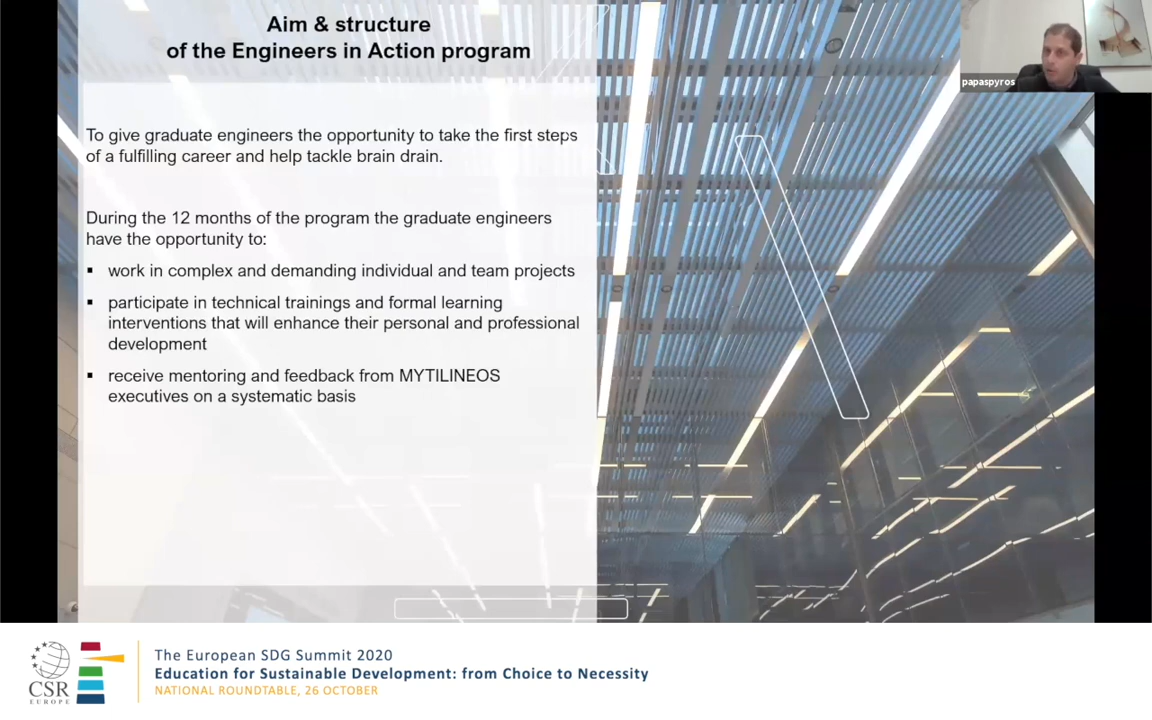 Aim & structure
of the Engineers in Action program
papaspyros
To give graduate engineers the opportunity to take the first steps
of a fulfilling career and help tackle brain drain.
During the 12 months of the program the graduate engineers
have the opportunity to:
▪ work in complex and demanding individual and team projects
▪ participate in technical trainings and formal learning
interventions that will enhance their personal and professional
development
▪ receive mentoring and feedback from MYTILINEOS
executives on a systematic basis
CSR
EUROPE
The European SDG Summit 2020
Education for Sustainable Development: from Choice to Necessity
NATIONAL ROUNDTABLE, 26 OCTOBER